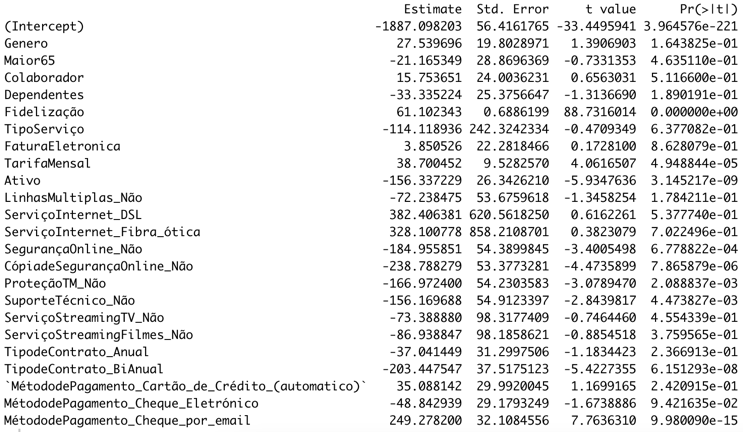 Estimate Std. Error t value Pr(>|t|)
(Intercept) -1887.098203 56.4161765 -33.4495941 3.964576e-221
Genero 27.539696 19.8028971 1.3906903 1.643825e-01
Maior65 -21.165349 28.8696369 -0.7331353 4.635110e-01
Colaborador 15.753651 24.0036231 0.6563031 5.116600e-01
Dependentes -33.335224 25.3756647 -1.3136690 1.890191e-01
Fidelização 61.102343 0.6886199 88.7316014 0.000000e+00
TipoServiço -114.118936 242.3242334 -0.4709349 6.377082e-01
FaturaEletronica 3.850526 22.2818466 0.1728100 8.628079e-01
TarifaMensal 38.700452 9.5282570 4.0616507 4.948844e-05
Ativo -156.337229 26.3426210 -5.9347636 3.145217e-09
LinhasMultiplas_Não -72.238475 53.6759618 -1.3458254 1.784211e-01
ServiçoInternet_DSL 382.406381 620.5618250 0.6162261 5.377740e-01
ServiçoInternet_Fibra_ótica 328.100778 858.2108701 0.3823079 7.022496e-01
SegurançaOnline_Não -184.955851 54.3899845 -3.4005498 6.778822e-04
CópiadeSegurançaOnline_Não -238.788279 53.3773281 -4.4735899 7.865879e-06
ProteçãoTM_Não -166.972400 54.2303583 -3.0789470 2.088837e-03
SuporteTécnico_Não -156.169688 54.9123397 -2.8439817 4.473827e-03
ServiçoStreamingTV_Não -73.388880 98.3177409 -0.7464460 4.554339e-01
ServiçoStreamingFilmes_Não -86.938847 98.1858621 -0.8854518 3.759565e-01
TipodeContrato_Anual -37.041449 31.2997506 -1.1834423 2.366913e-01
TipodeContrato_BiAnual -203.447547 37.5175123 -5.4227355 6.151293e-08
`MétododePagamento_Cartão_de_Crédito_(automatico)` 35.088142 29.9920045 1.1699165 2.420915e-01
MétododePagamento_Cheque_Eletrónico -48.842939 29.1793249 -1.6738886 9.421635e-02
MétododePagamento_Cheque_por_email 249.278200 32.1084556 7.7636310 9.980090e-15